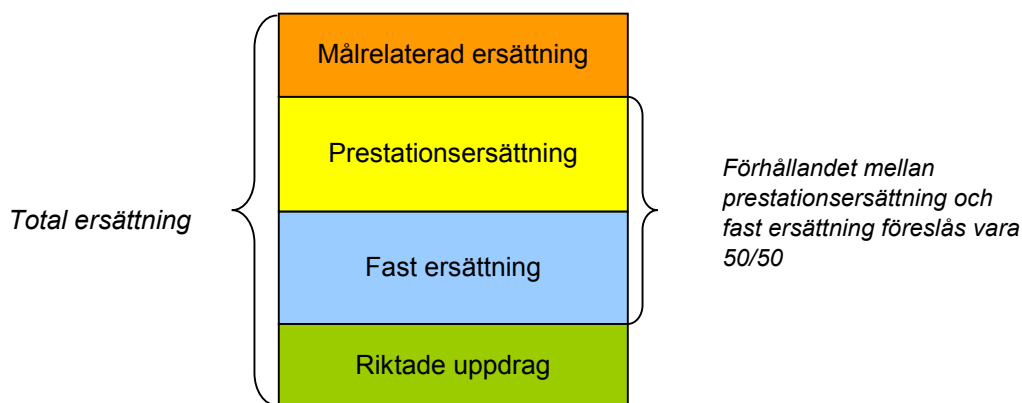 Målrelaterad ersättning
Prestationsersättning
Total ersättning
Fast ersättning
Riktade uppdrag
Förhållandet mellan
prestationsersättning och
fast ersättning föreslås vara
50/50